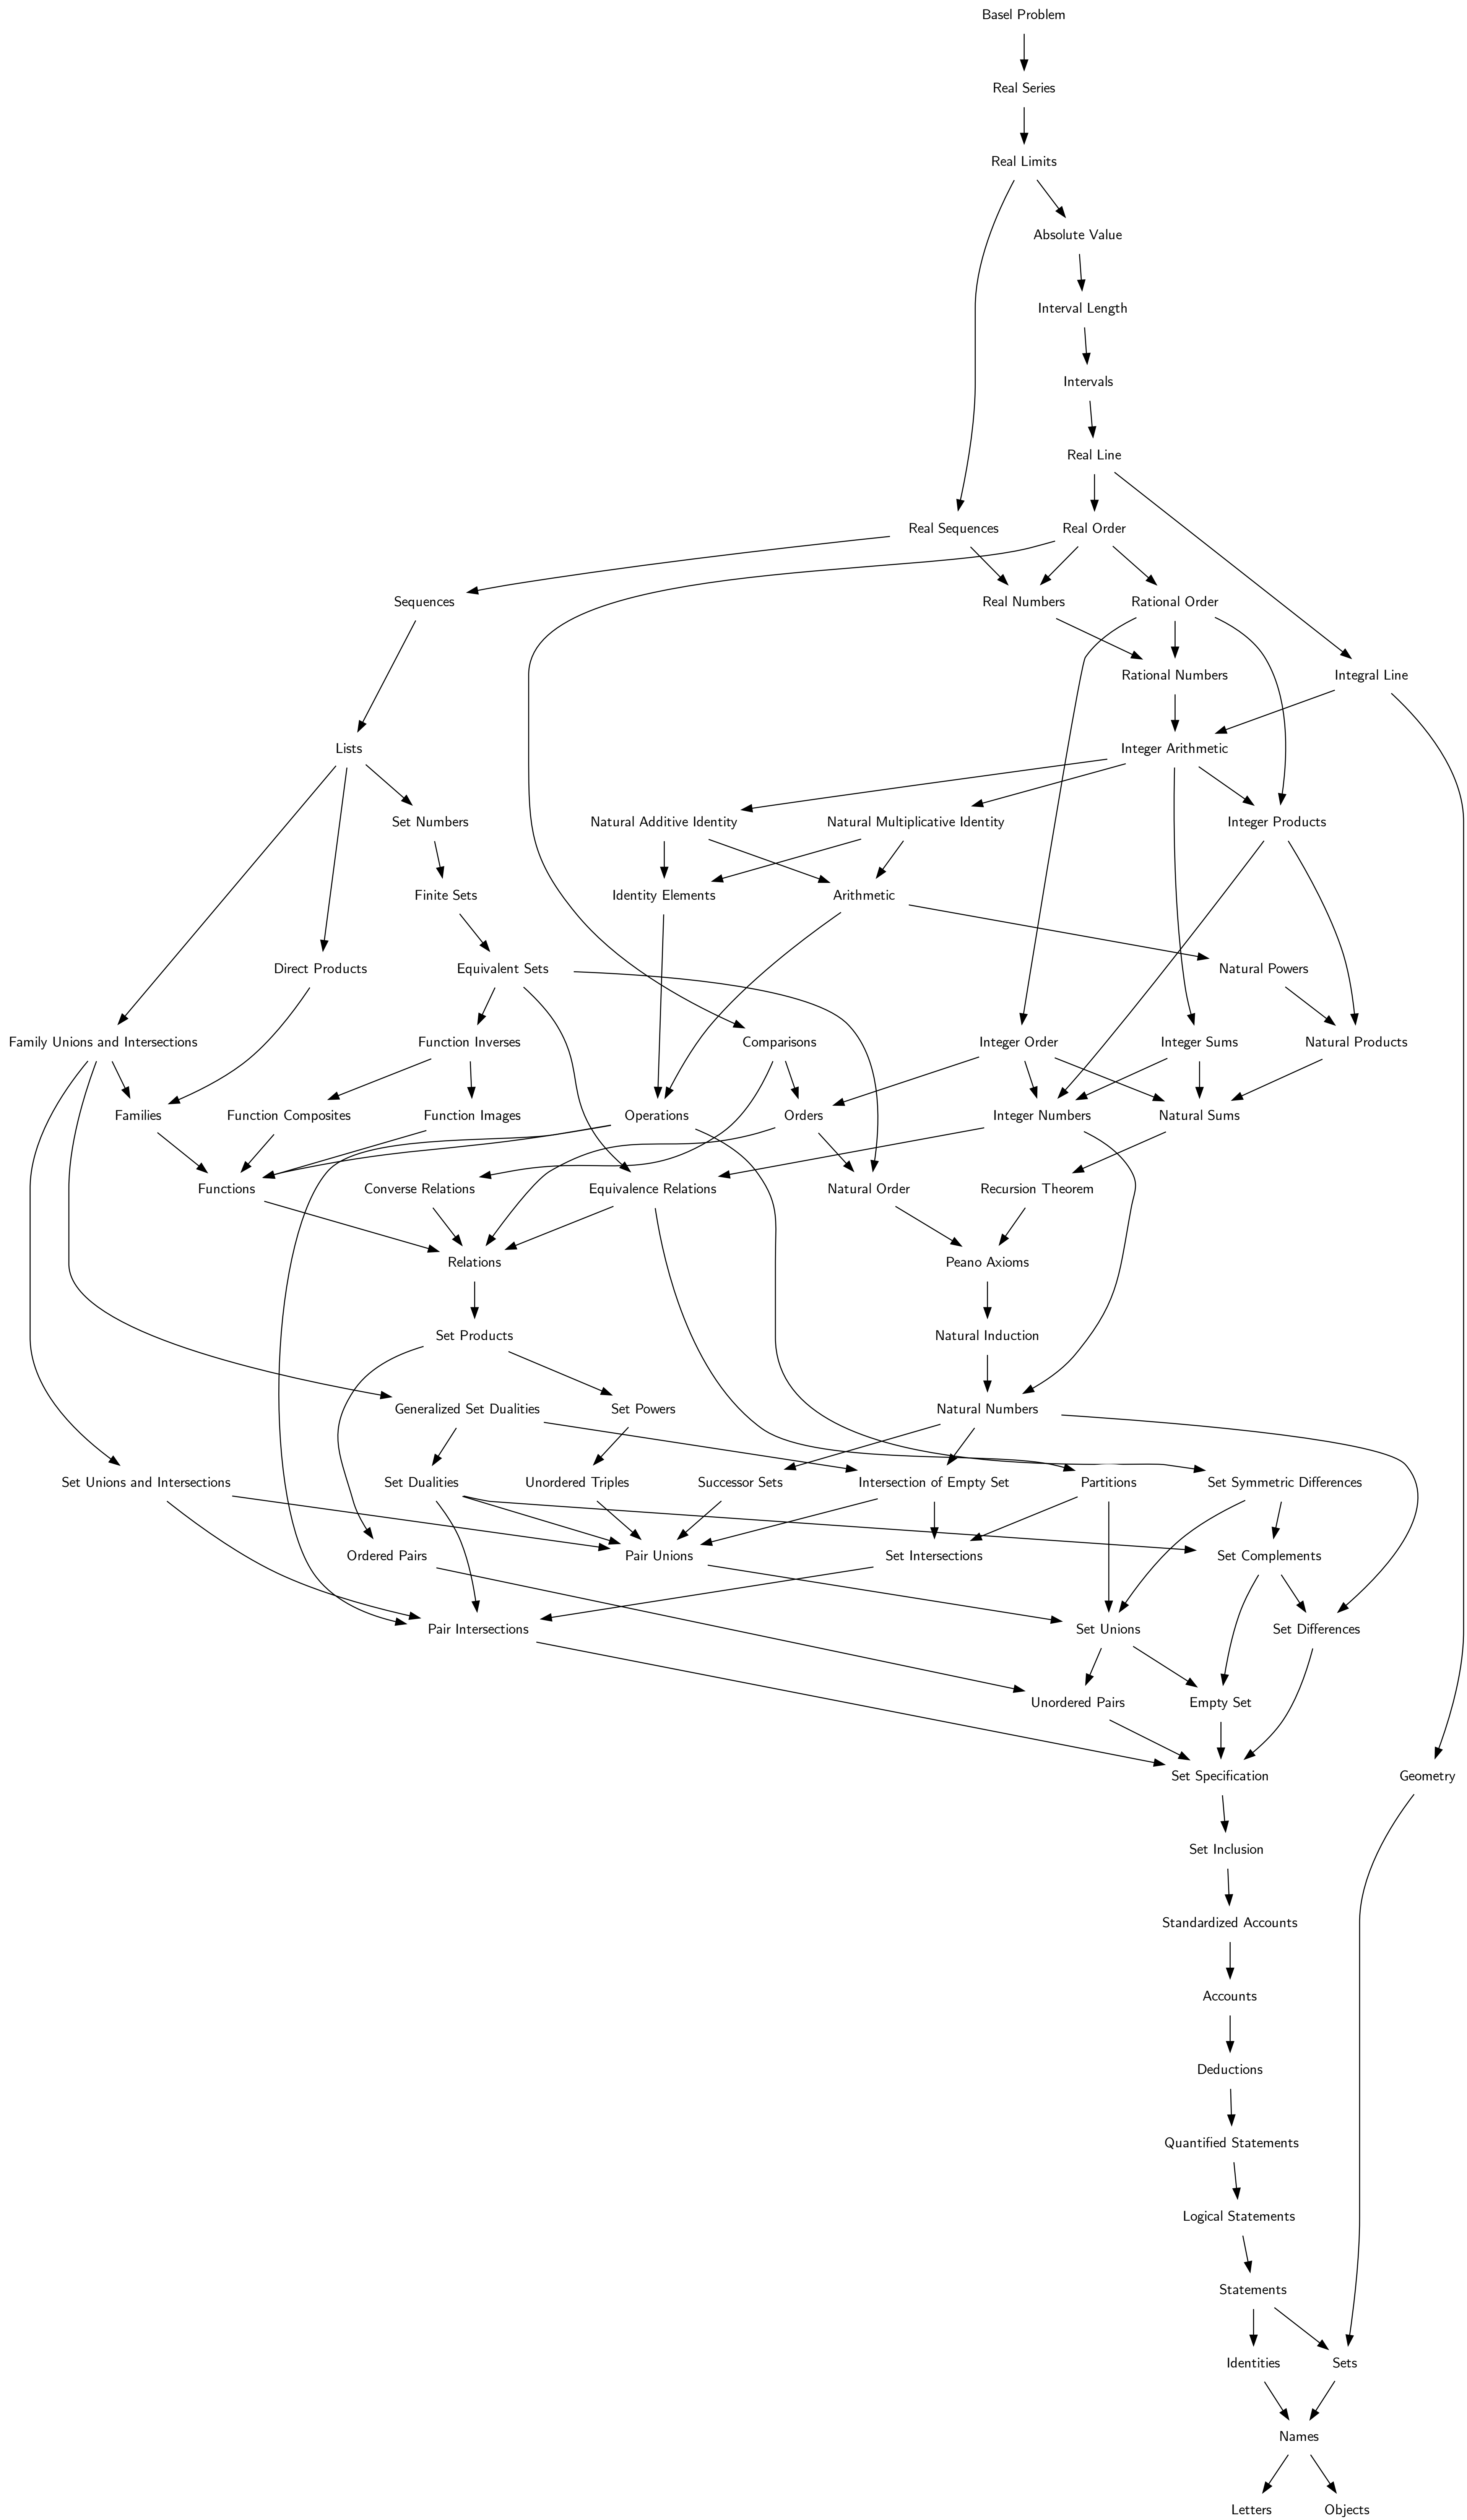 Basel Problem
Real Series
Real Limits
Absolute Value
Interval Length
Intervals
Real Line
Real Sequences
Real Order
Sequences
Real Numbers
Rational Order
Rational Numbers
Integral Line
Lists
Integer Arithmetic
Set Numbers
Natural Additive Identity
Natural Multiplicative Identity
Integer Products
Finite Sets
Identity Elements
Arithmetic
Direct Products
Equivalent Sets
Natural Powers
Family Unions and Intersections
Function Inverses
Comparisons
Integer Order
Integer Sums
Natural Products
Families
Function Composites
Function Images
Operations
Orders
Integer Numbers
Natural Sums
Functions
Converse Relations
Equivalence Relations
Natural Order
Recursion Theorem
Relations
Peano Axioms
Set Products
Natural Induction
Generalized Set Dualities
Set Powers
Natural Numbers
Set Unions and Intersections
Set Dualities
Unordered Triples
Successor Sets
Intersection of Empty Set
Partitions
Set Symmetric Differences
Ordered Pairs
Pair Unions
Set Intersections
Set Complements
Pair Intersections
Set Unions
Set Differences
Unordered Pairs
Empty Set
Set Specification
Geometry
Set Inclusion
Standardized Accounts
Accounts
Deductions
Quantified Statements
Logical Statements
Statements
Identities
Sets
Names
Letters
Objects